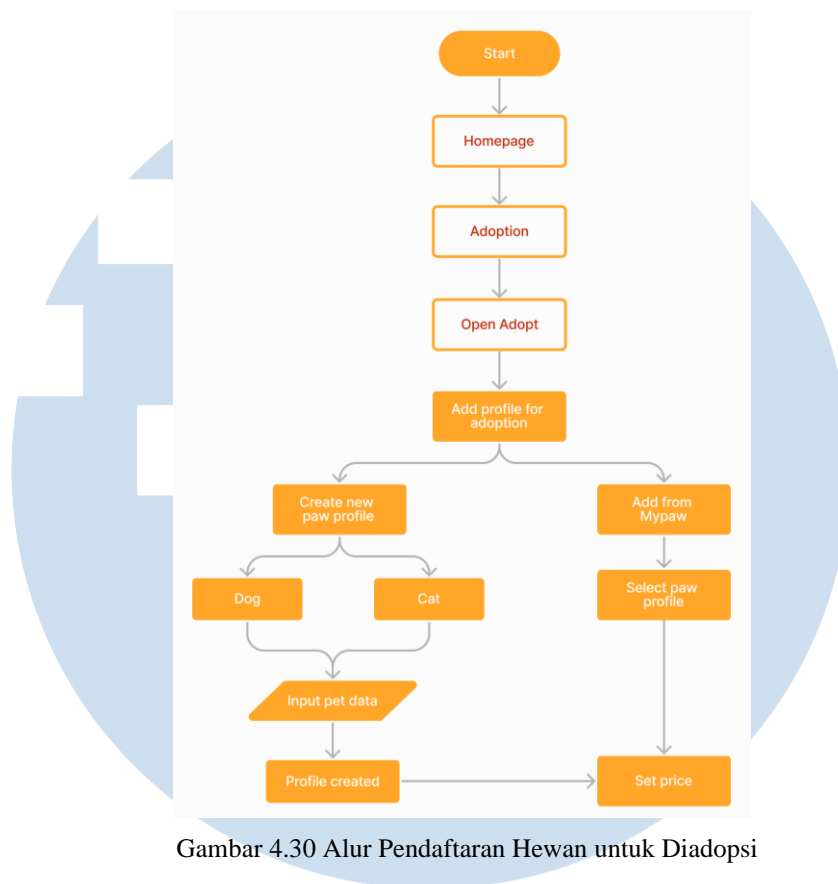 Start
Homepage
Adoption
Open Adopt
Add profile for
adoption
Create new
paw profile
Add from
Mypaw
Dog
Cat
Select paw
profile
Input pet data
Profile created
Set price
Gambar 4.30 Alur Pendaftaran Hewan untuk Diadopsi